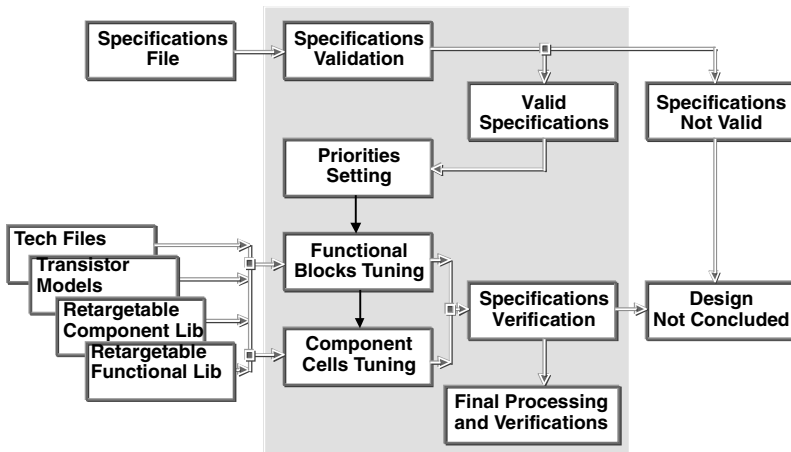 Specifications
File
Specifications
Validation
Valid
Specifications
Specifications
Not Valid
Priorities
Setting
Tech Files
Transistor
Models
Retargetable
Component Lib
Retargetable
Functional Lib
Functional
Blocks Tuning
Component
Cells Tuning
Specifications
Verification
Design
Not Concluded
Final Processing
and Verifications